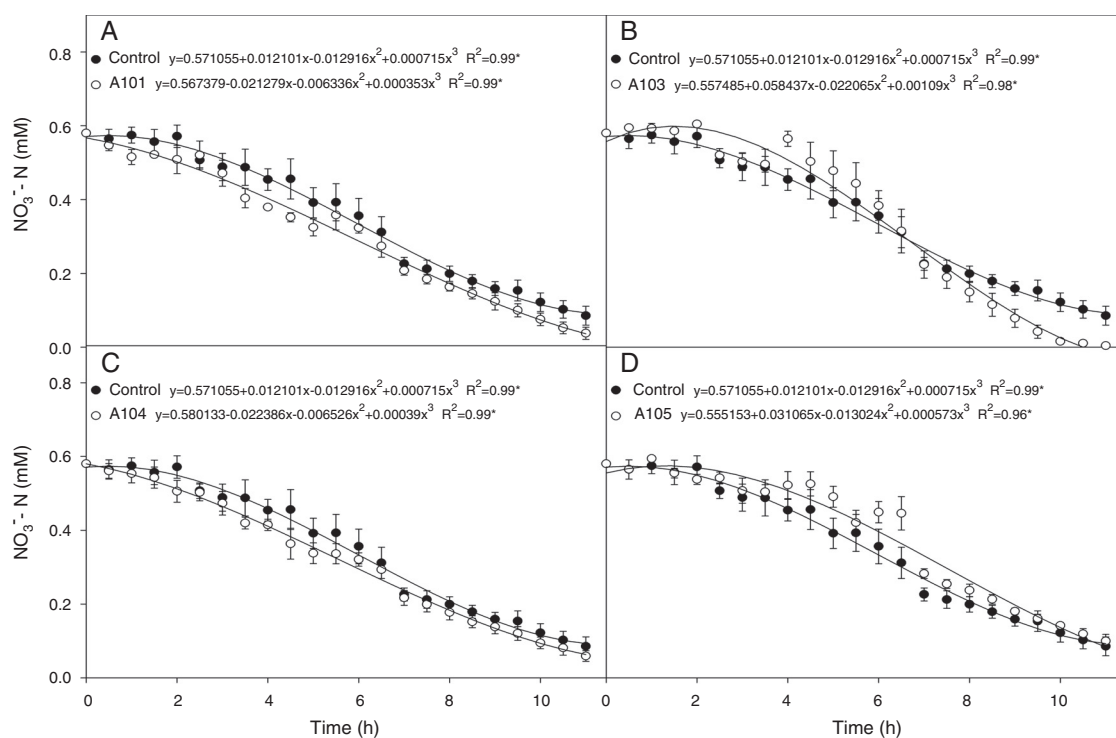 A
Control y=0.571055+0.012101x-0.012916x²+0.000715x³ R²=0.99*
A101 y=0.567379-0.021279x-0.006336x²+0.000353x³ R²=0.99*
B
Control y=0.571055+0.012101x-0.012916x²+0.000715x³ R²=0.99*
A103 y=0.557485+0.058437x-0.022065x²+0.00109x³ R²=0.98*
0.8
0.6
0.4
0.2
0.0
NO₃⁻- N (mM)
C
Control y=0.571055+0.012101x-0.012916x²+0.000715x³ R²=0.99*
A104 y=0.580133-0.022386x-0.006526x²+0.00039x³ R²=0.99*
D
Control y=0.571055+0.012101x-0.012916x²+0.000715x³ R²=0.99*
A105 y=0.555153+0.031065x-0.013024x²+0.000573x³ R²=0.96*
0.8
0.6
0.4
0.2
0.0
NO₃⁻- N (mM)
0 2 4 6 8 10
0 2 4 6 8 10
Time (h)
Time (h)